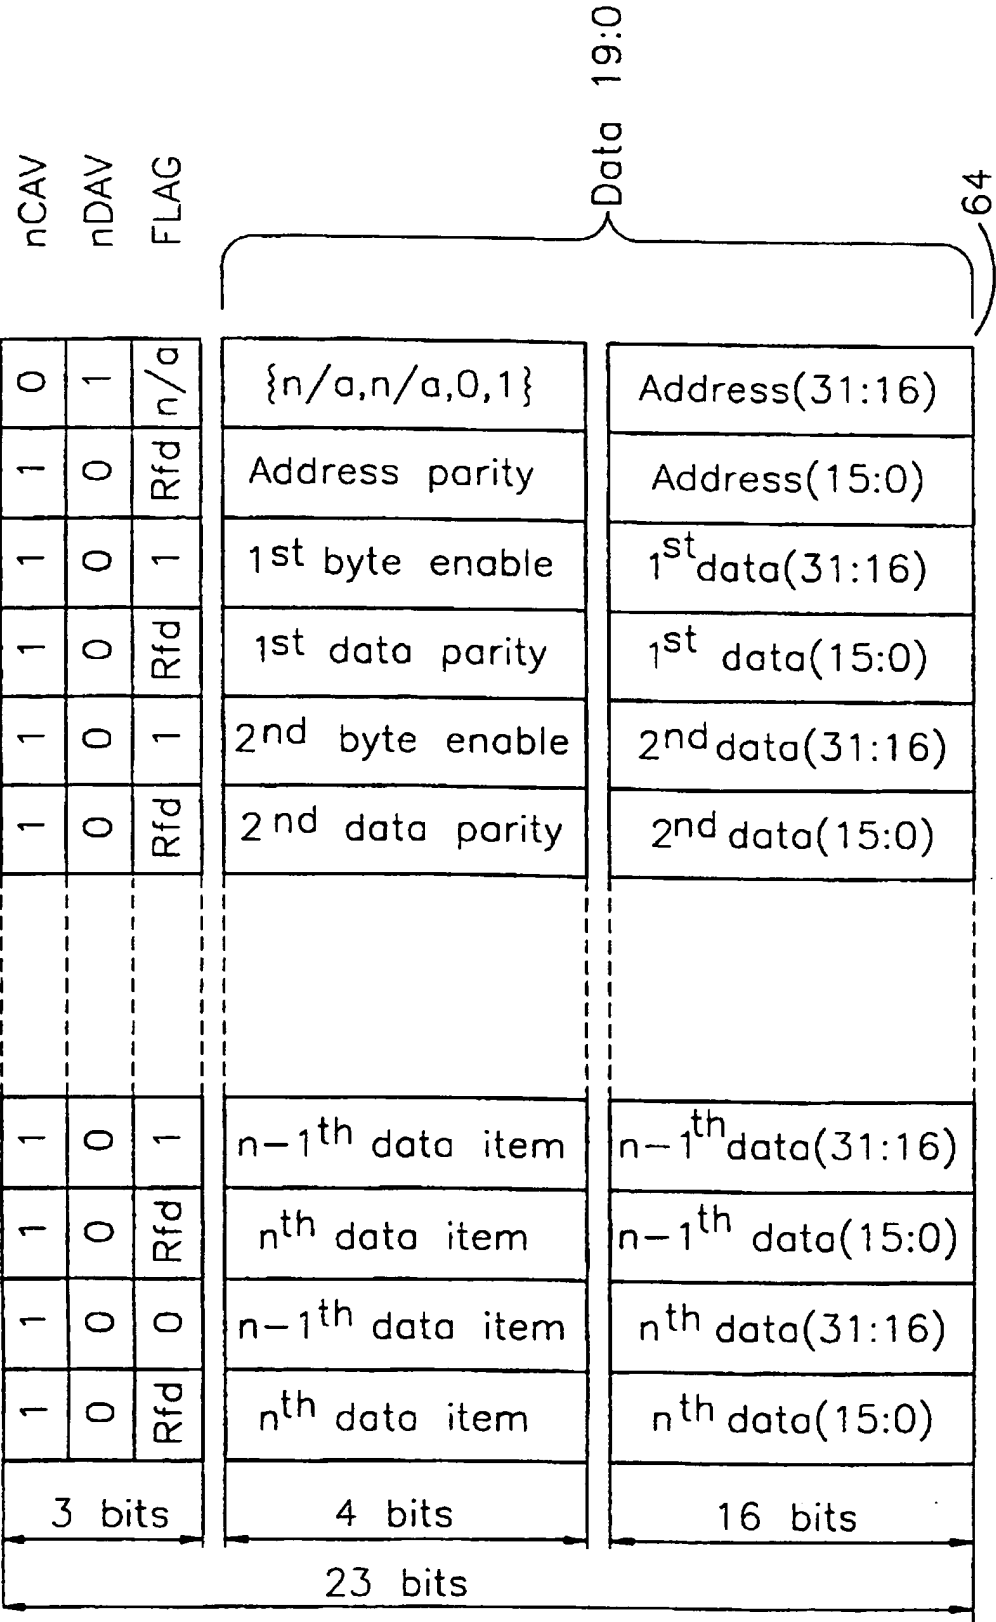 nCAV
nDAV
FLAG
Data 19:0
64
0 1 n/a {n/a,n/a,0,1} Address(31:16)
1 0 Rfd Address parity Address(15:0)
1 0 1 1st byte enable 1st data(31:16)
1 0 Rfd 1st data parity 1st data(15:0)
1 0 1 2nd byte enable 2nd data(31:16)
1 0 Rfd 2nd data parity 2nd data(15:0)
1 0 1 n-1th data item n-1th data(31:16)
1 0 Rfd nth data item n-1th data(15:0)
1 0 0 n-1th data item nth data(31:16)
1 0 Rfd nth data item nth data(15:0)
3 bits 4 bits 16 bits
23 bits